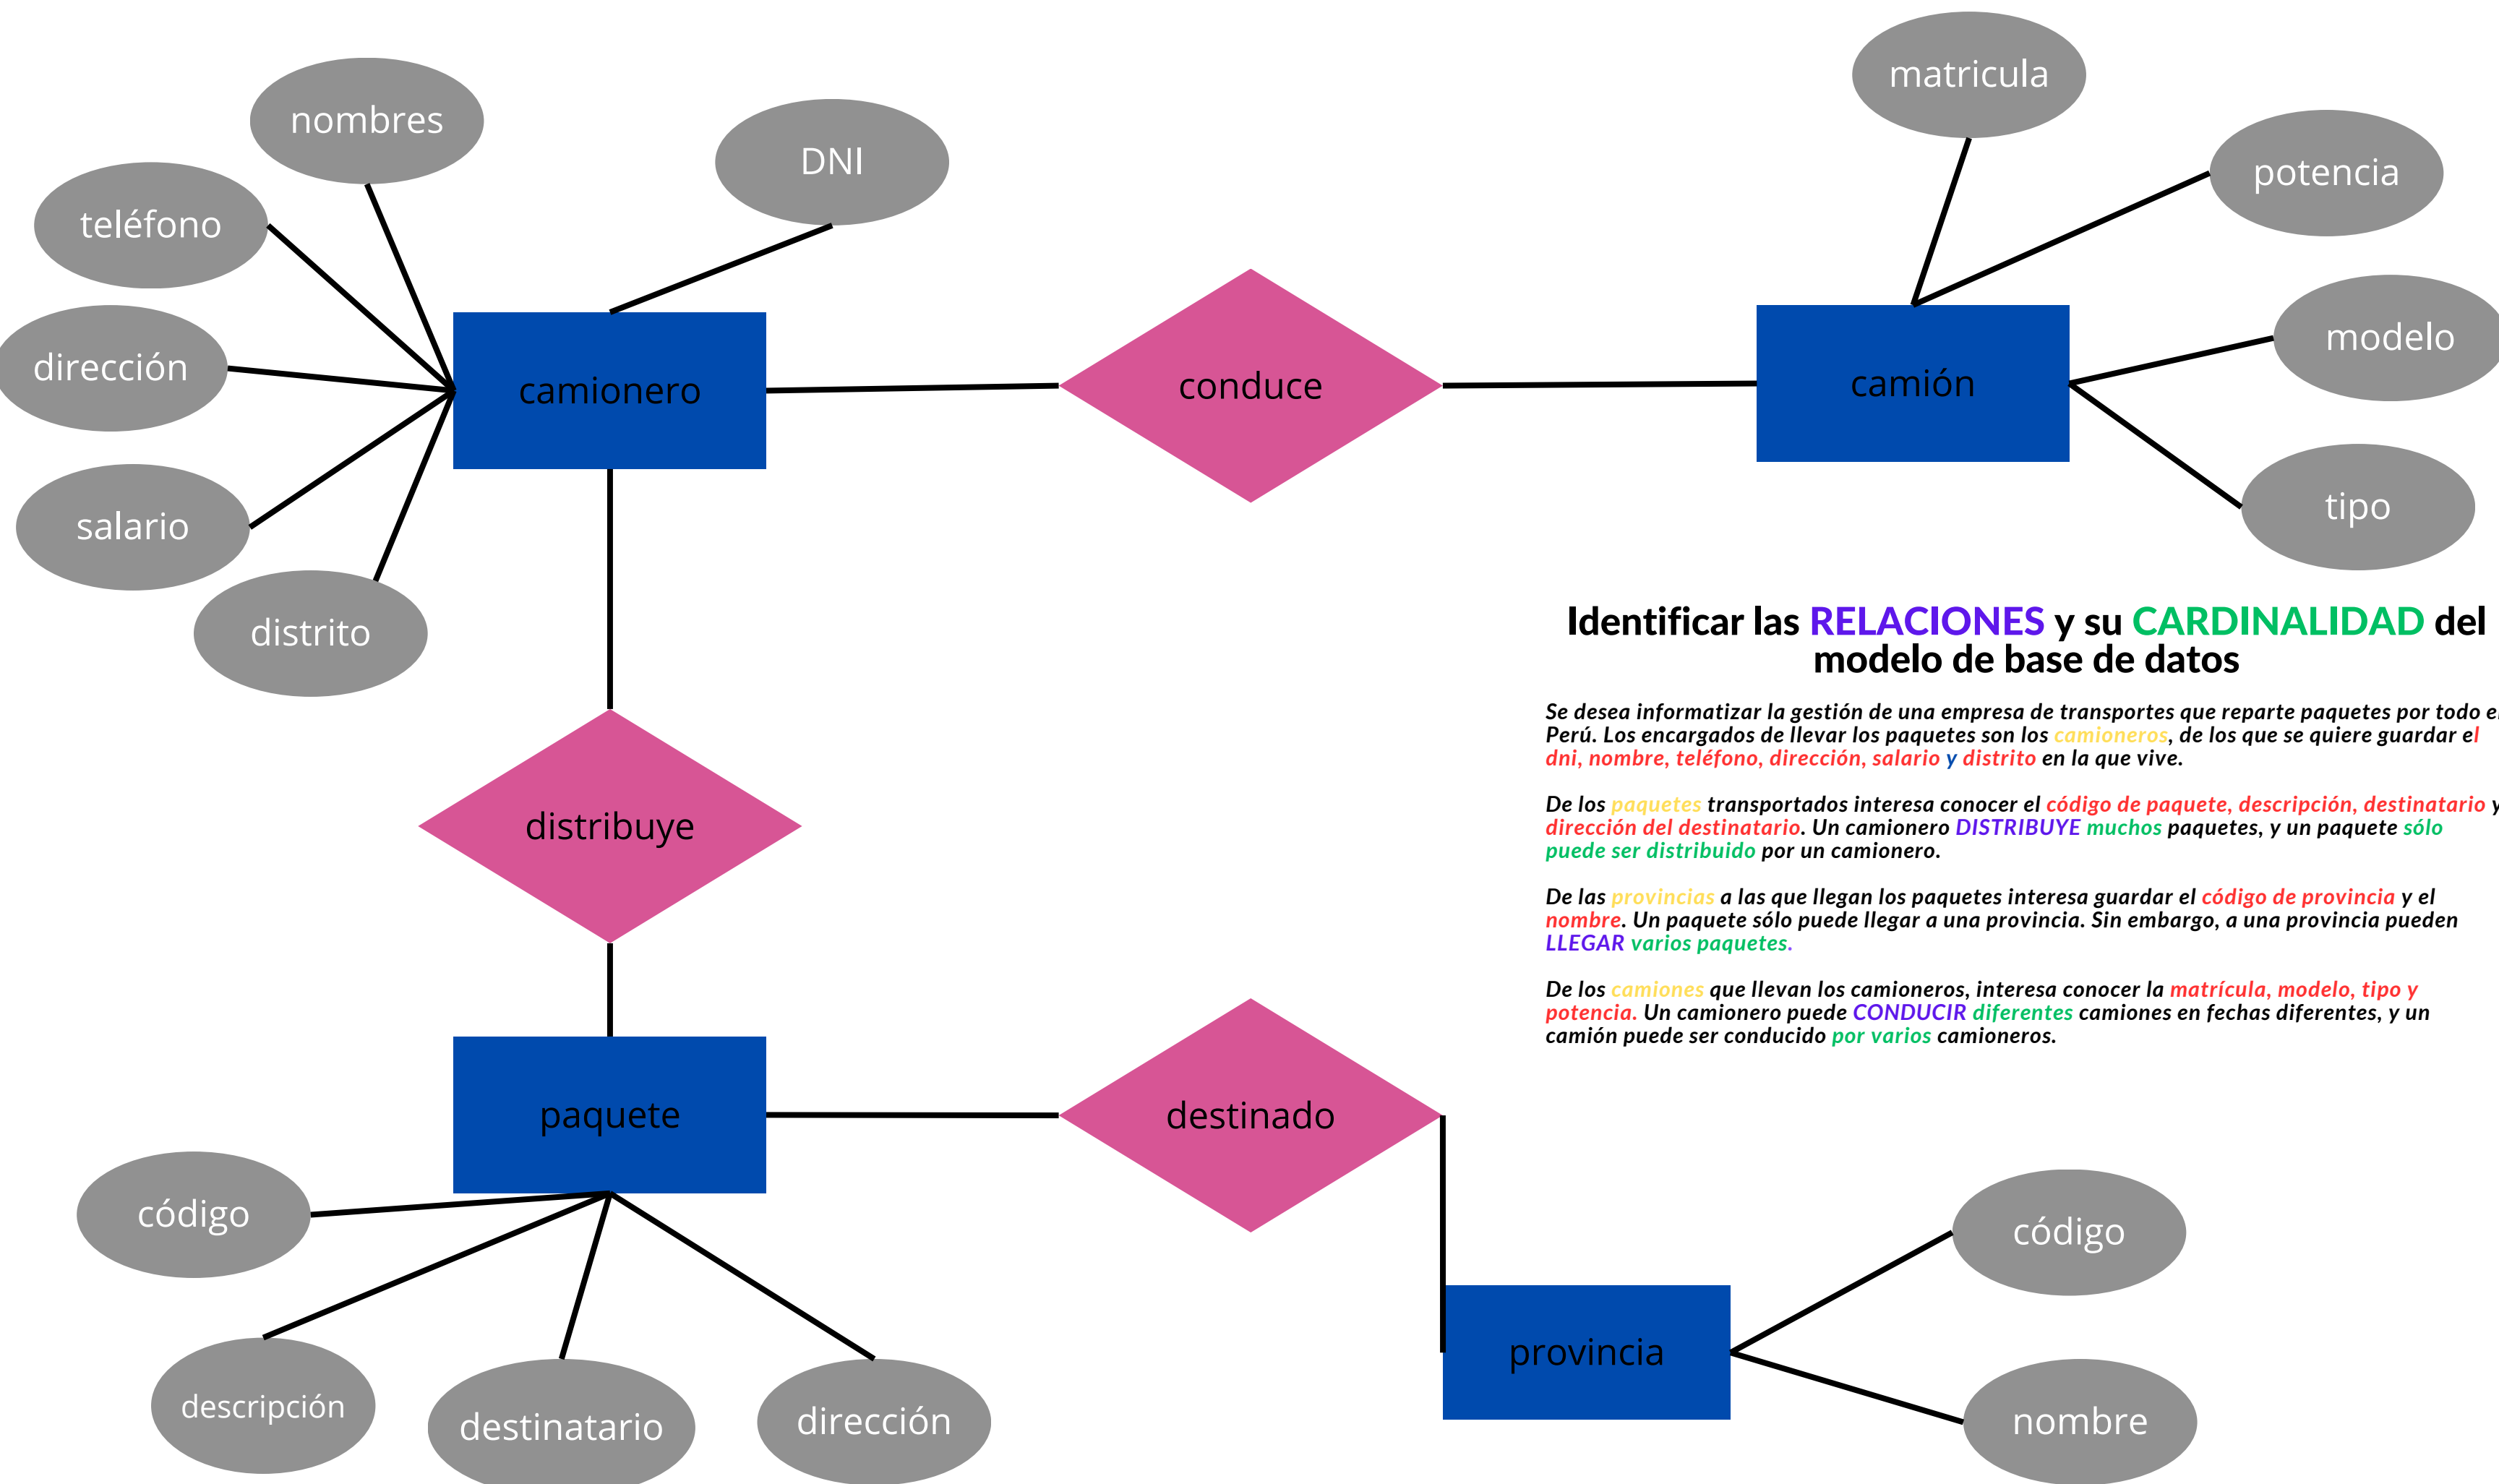 matricula
nombres
potencia
DNI
teléfono
modelo
dirección
camionero
conduce
camión
salario
tipo
distrito
Identificar las RELACIONES y su CARDINALIDAD del
modelo de base de datos
Se desea informatizar la gestión de una empresa de transportes que reparte paquetes por todo el
Perú. Los encargados de llevar los paquetes son los camioneros, de los que se quiere guardar el
dni, nombre, teléfono, dirección, salario y distrito en la que vive.
De los paquetes transportados interesa conocer el código de paquete, descripción, destinatario y
dirección del destinatario. Un camionero DISTRIBUYE muchos paquetes, y un paquete sólo
puede ser distribuido por un camionero.
De las provincias a las que llegan los paquetes interesa guardar el código de provincia y el
nombre. Un paquete sólo puede llegar a una provincia. Sin embargo, a una provincia pueden
LLEGAR varios paquetes.
De los camiones que llevan los camioneros, interesa conocer la matrícula, modelo, tipo y
potencia. Un camionero puede CONDUCIR diferentes camiones en fechas diferentes, y un
camión puede ser conducido por varios camioneros.
distribuye
paquete
destinado
código
código
provincia
descripción
destinatario
dirección
nombre